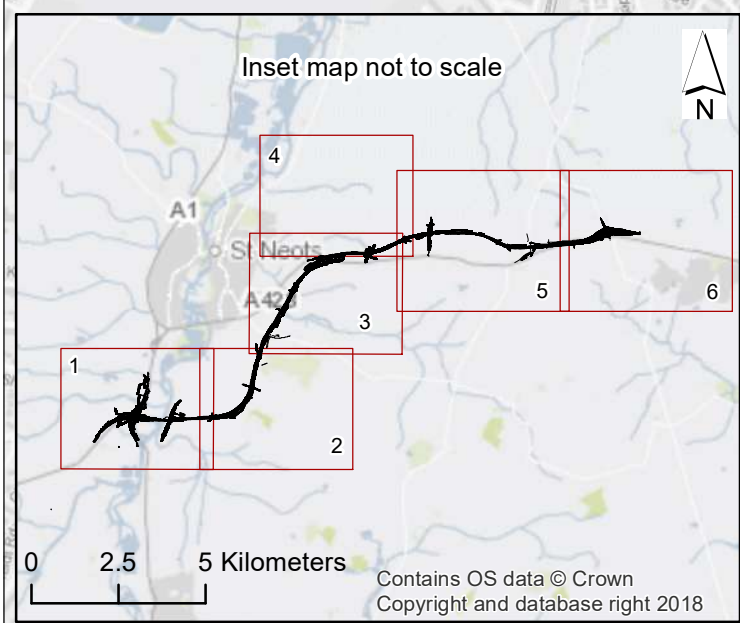 Inset map not to scale
N
4
A1
St Neots
5
6
3
1
2
0 2.5 5 Kilometers
Contains OS data © Crown
Copyright and database right 2018